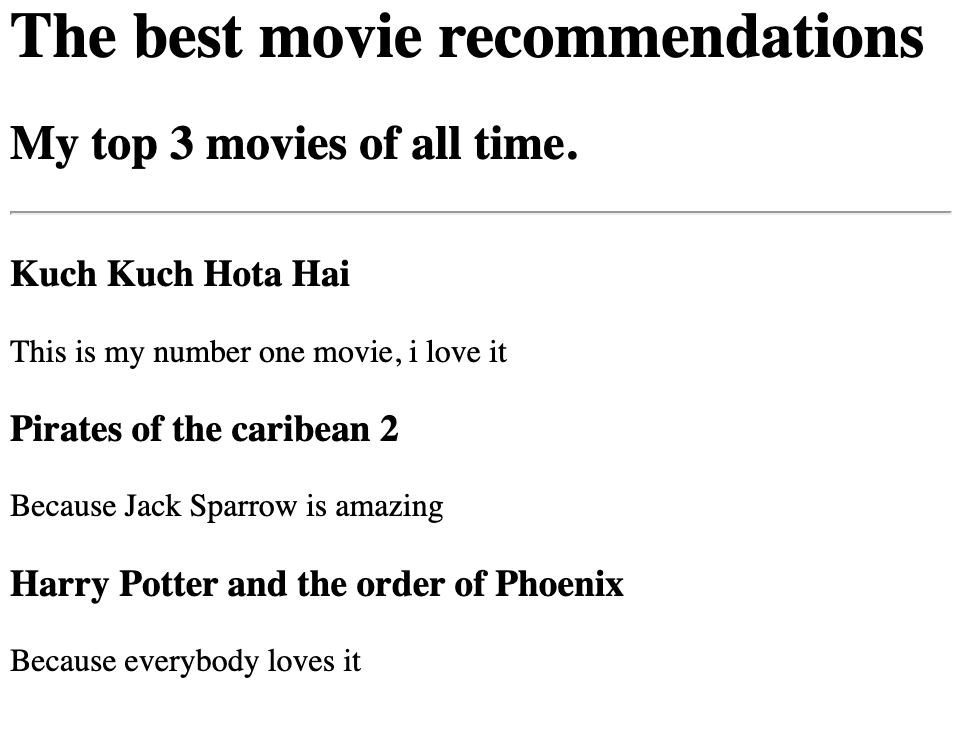 The best movie recommendations
My top 3 movies of all time.
Kuch Kuch Hota Hai
This is my number one movie, i love it
Pirates of the caribean 2
Because Jack Sparrow is amazing
Harry Potter and the order of Phoenix
Because everybody loves it